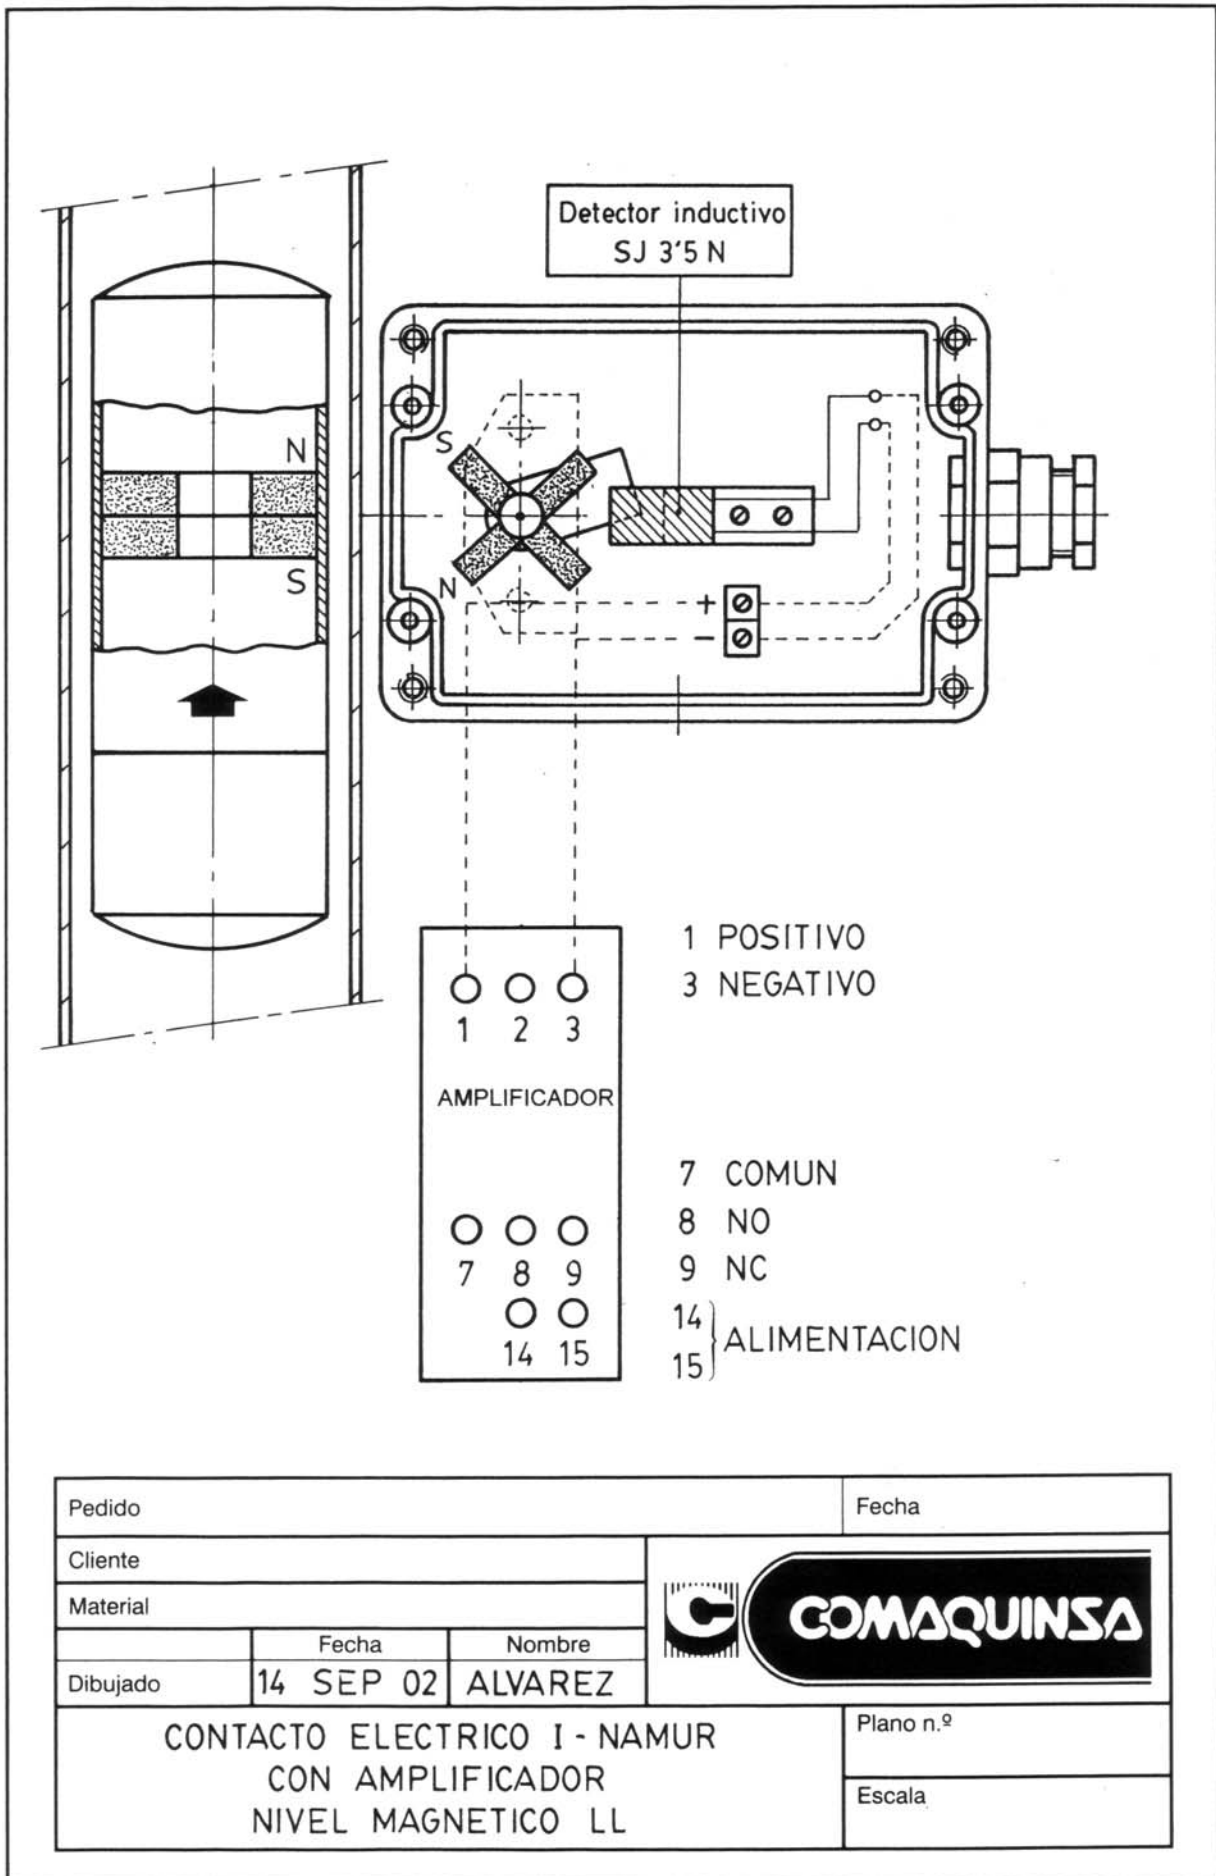 Detector inductivo
SJ 3'5 N
N
S
S
N
+
−
1 POSITIVO
3 NEGATIVO
1 2 3
AMPLIFICADOR
7 COMUN
8 NO
9 NC
14
15
ALIMENTACION
7 8 9
14 15
Pedido
Fecha
Cliente
Material
Fecha
Nombre
Dibujado
14 SEP 02
ALVAREZ
COMAQUINSA
CONTACTO ELECTRICO I - NAMUR
CON AMPLIFICADOR
NIVEL MAGNETICO LL
Plano n.º
Escala